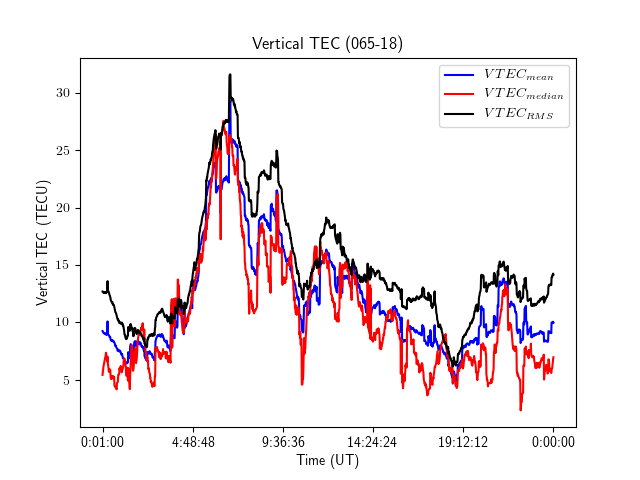 Vertical TEC (065-18)
VTEC_mean
VTEC_median
VTEC_RMS
Vertical TEC (TECU)
30
25
20
15
10
5
0:01:00 4:48:48 9:36:36 14:24:24 19:12:12 0:00:00
Time (UT)